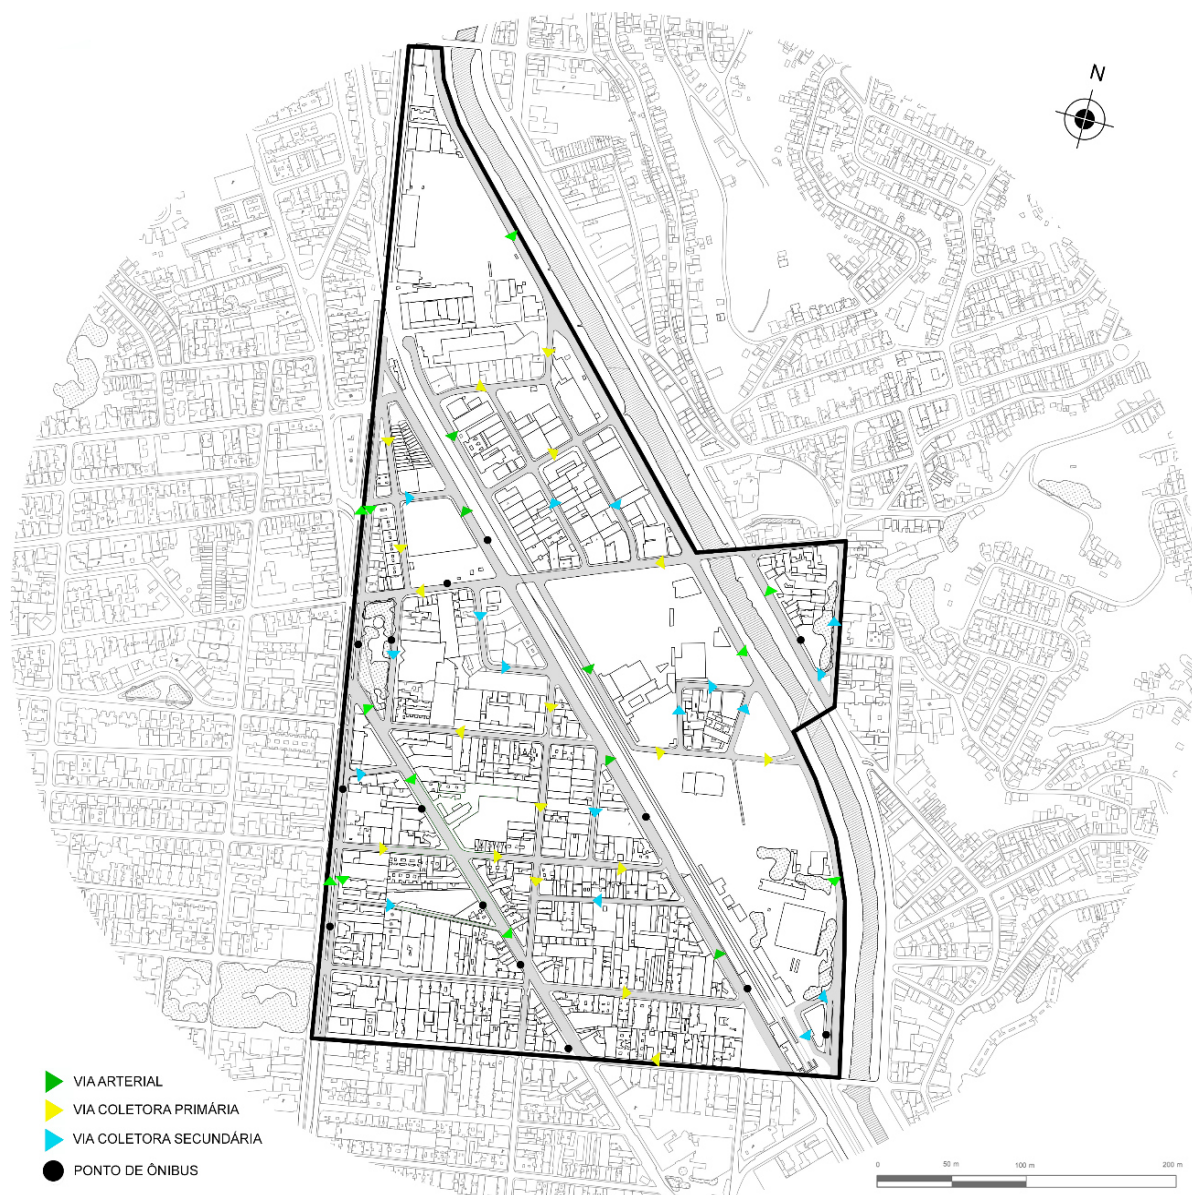 N
VIA ARTERIAL
VIA COLETORA PRIMÁRIA
VIA COLETORA SECUNDÁRIA
PONTO DE ÔNIBUS
0 50 m 100 m 200 m